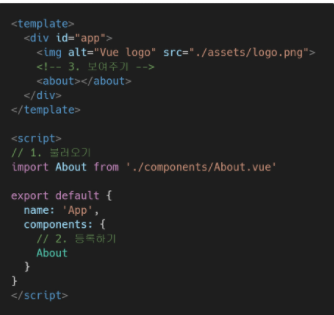 <template>
  <div id="app">
    <img alt="Vue logo" src="./assets/logo.png">
    <!-- 3. 보여주기 -->
    <about></about>
  </div>
</template>

<script>
// 1. 불러오기
import About from './components/About.vue'

export default {
  name: 'App',
  components: {
    // 2. 등록하기
    About
  }
}
</script>